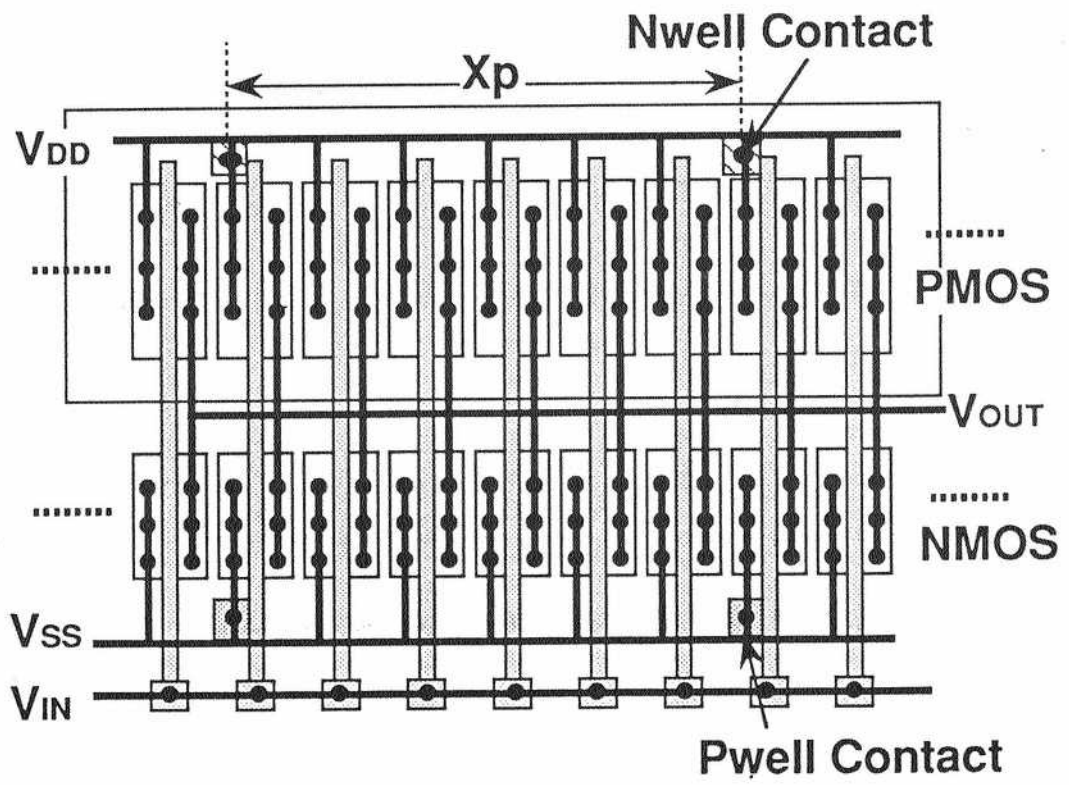 Nwell Contact
Xp
VDD
PMOS
VOUT
NMOS
VSS
VIN
Pwell Contact